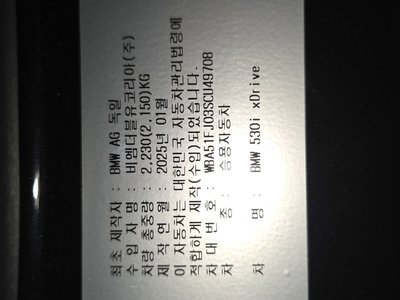 최초 제작자 : BMW AG 독일
수 입 자 명 : 비엠더블유코리아(주)
차량 총중량 : 2,230(2,150)KG
제 작 연 월 : 2025년 01월
이 자동차는 대한민국 자동차관리법령에
적합하게 제작(수입)되었습니다.
차 대 번 호 : WBA51FJ03SCU49708
차 종 : 승용자동차
차 명 : BMW 530i xDrive